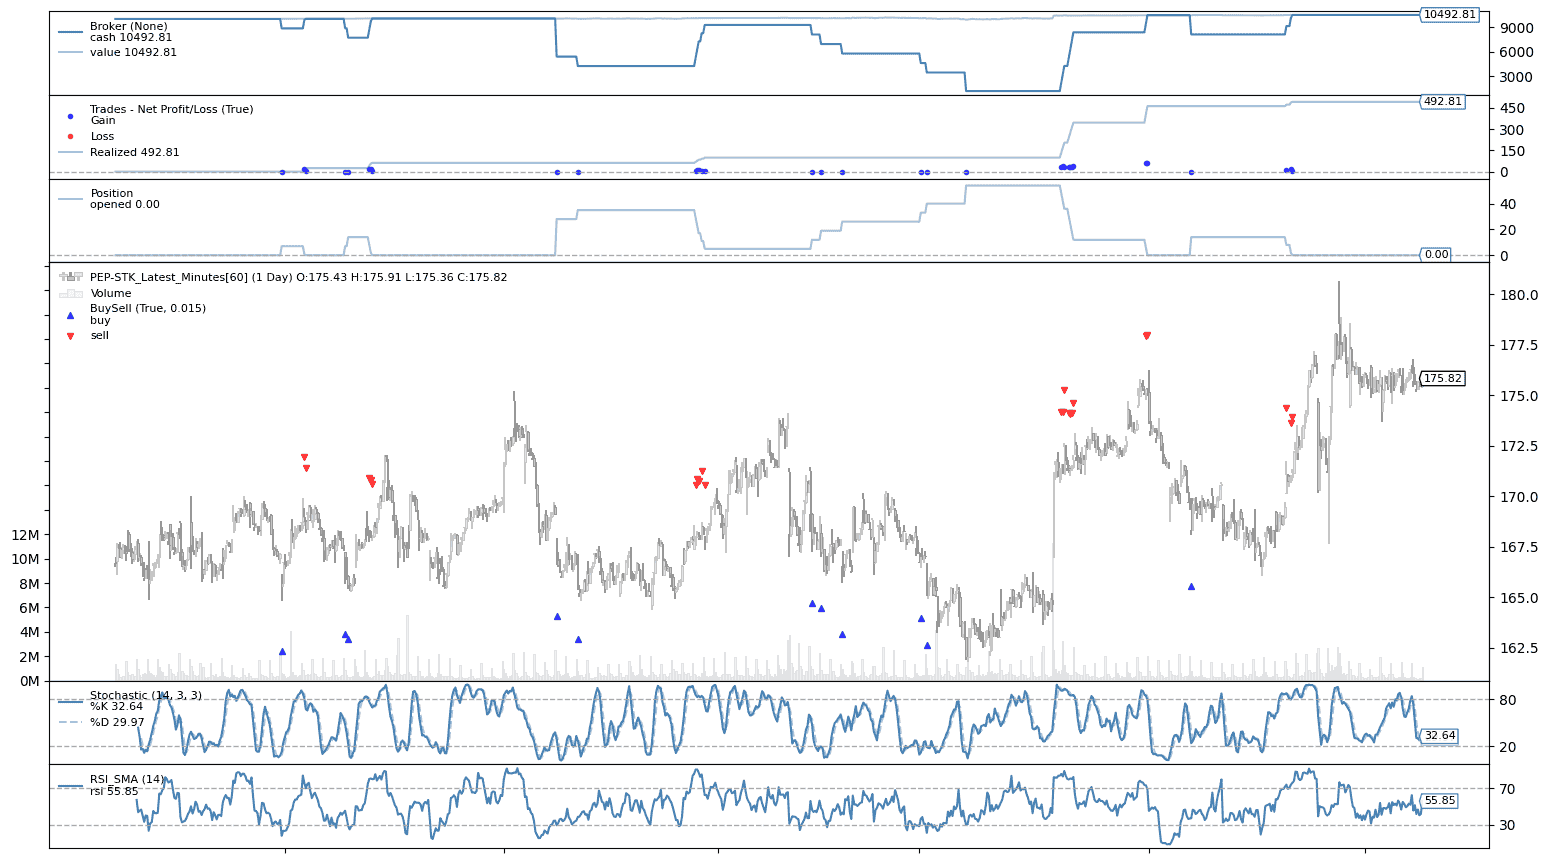 Broker (None)
cash 10492.81
value 10492.81
10492.81
9000
6000
3000
Trades - Net Profit/Loss (True)
Gain
Loss
Realized 492.81
492.81
450
300
150
0
Position
opened 0.00
40
20
0
0.00
PEP-STK_Latest_Minutes[60] (1 Day) O:175.43 H:175.91 L:175.36 C:175.82
Volume
BuySell (True, 0.015)
buy
sell
180.0
177.5
175.82
175.0
172.5
170.0
167.5
165.0
162.5
12M
10M
8M
6M
4M
2M
0M
Stochastic (14, 3, 3)
%K 32.64
%D 29.97
80
32.64
20
RSI_SMA (14)
rsi 55.85
70
55.85
30